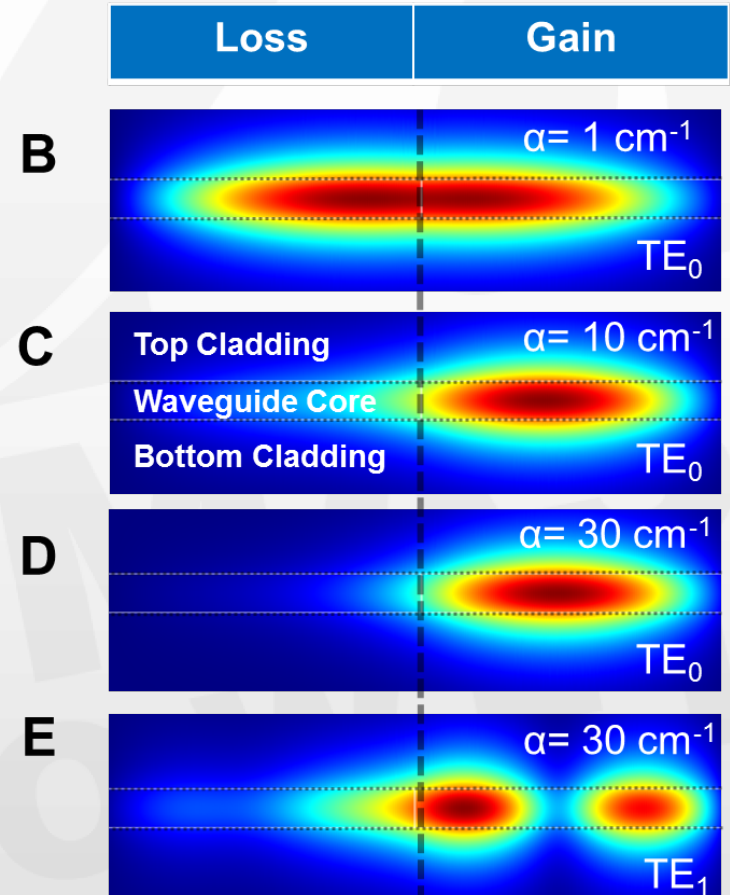 Loss Gain
B
α= 1 cm⁻¹
TE₀
C
Top Cladding
α= 10 cm⁻¹
Waveguide Core
Bottom Cladding
TE₀
D
α= 30 cm⁻¹
TE₀
E
α= 30 cm⁻¹
TE₁